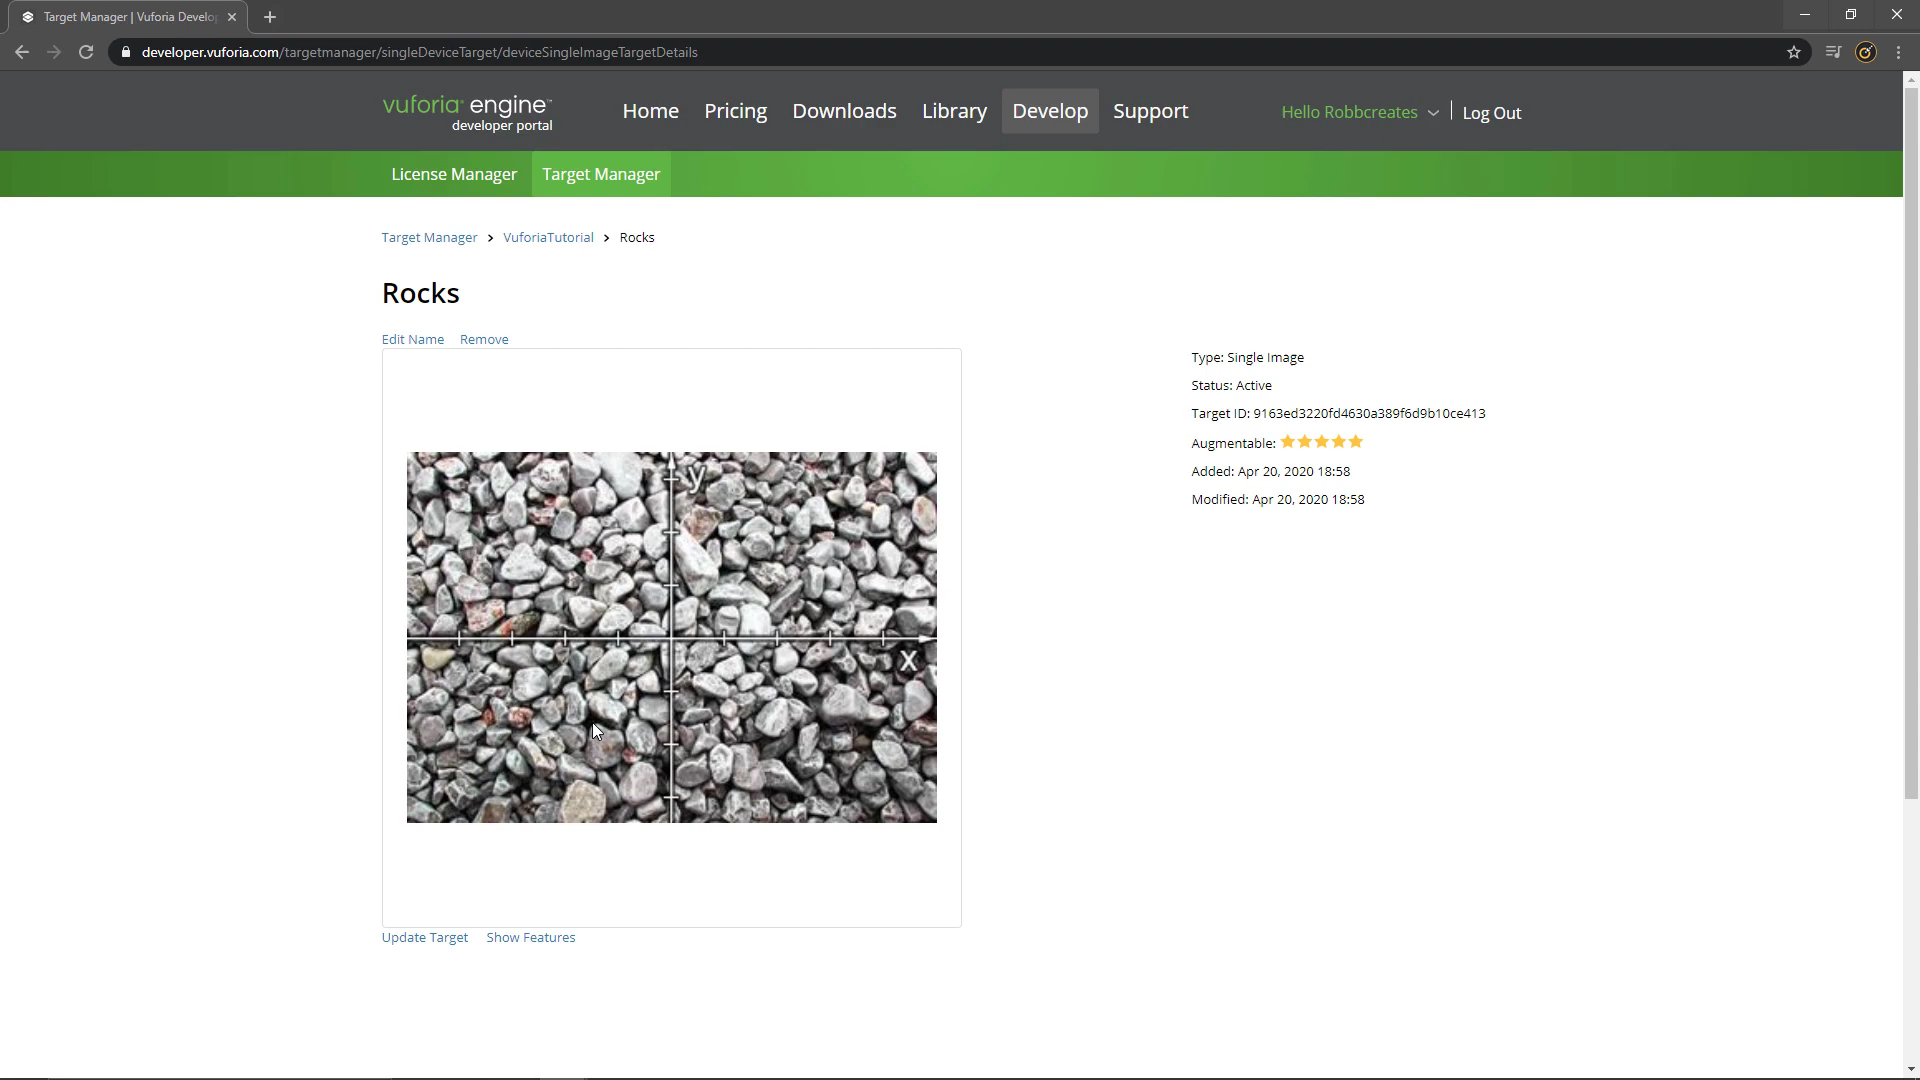 Target Manager | Vuforia Develo
developer.vuforia.com/targetmanager/singleDeviceTarget/deviceSingleImageTargetDetails
vuforia engine™
developer portal
Home Pricing Downloads Library Develop Support
Hello Robbcreates Log Out
License Manager Target Manager
Target Manager > VuforiaTutorial > Rocks
Rocks
Edit Name Remove
Type: Single Image
Status: Active
Target ID: 9163ed3220fd4630a389f6d9b10ce413
Augmentable:
Added: Apr 20, 2020 18:58
Modified: Apr 20, 2020 18:58
y
x
Update Target Show Features